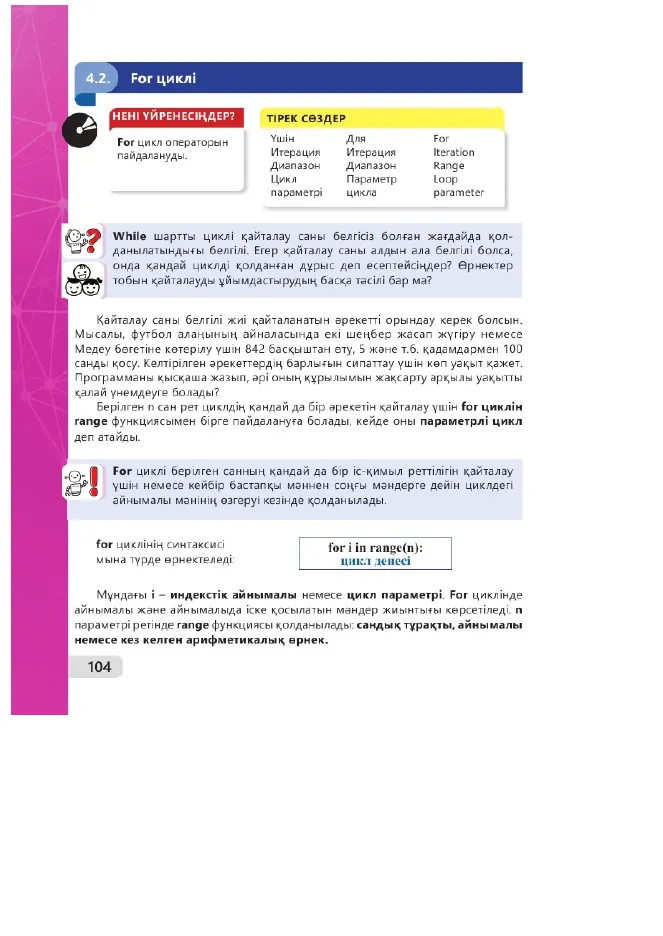 4.2. For циклі
НЕНІ ҮЙРЕНЕСІҢДЕР?
For цикл операторын
пайдалануды.
ТІРЕК СӨЗДЕР
Үшін Для For
Итерация Итерация Iteration
Диапазон Диапазон Range
Цикл Параметр Loop
параметрі цикла parameter
While шартты циклі қайталау саны белгісіз болған жағдайда қол-
данылатындығы белгілі. Егер қайталау саны алдын ала белгілі болса,
онда қандай циклді қолданған дұрыс деп есептейсіңдер? Өрнектер
тобын қайталауды ұйымдастырудың басқа тәсілі бар ма?
Қайталау саны белгілі жиі қайталанатын әрекетті орындау керек болсын.
Мысалы, футбол алаңының айналасында екі шеңбер жасап жүгіру немесе
Медеу бөгетіне көтерілу үшін 842 басқыштан өту, 5 және т.б. қадамдармен 100
санды қосу. Келтірілген әрекеттердің барлығын сипаттау үшін көп уақыт қажет.
Программаны қысқаша жазып, әрі оның құрылымын жақсарту арқылы уақытты
қалай үнемдеуге болады?
Берілген n сан рет циклдің қандай да бір әрекетін қайталау үшін for циклін
range функциясымен бірге пайдалануға болады, кейде оны параметрлі цикл
деп атайды.
For циклі берілген санның қандай да бір іс-қимыл реттілігін қайталау
үшін немесе кейбір бастапқы мәннен соңғы мәндерге дейін циклдегі
айнымалы мәнінің өзгеруі кезінде қолданылады.
for циклінің синтаксисі
мына түрде өрнектеледі:
for i in range(n):
цикл денесі
Мұндағы i – индекстік айнымалы немесе цикл параметрі. For циклінде
айнымалы және айнымалыда іске қосылатын мәндер жиынтығы көрсетіледі. n
параметрі ретінде range функциясы қолданылады: сандық тұрақты, айнымалы
немесе кез келген арифметикалық өрнек.
104